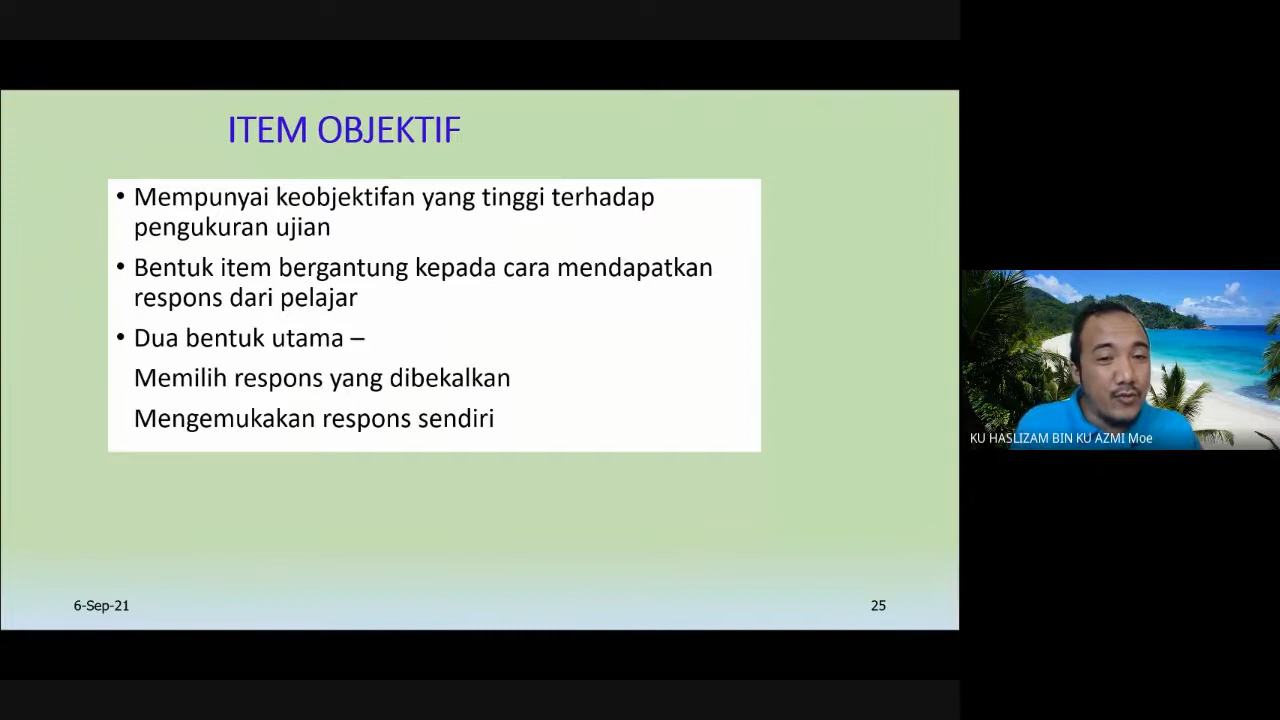 ITEM OBJEKTIF
• Mempunyai keobjektifan yang tinggi terhadap
pengukuran ujian
• Bentuk item bergantung kepada cara mendapatkan
respons dari pelajar
• Dua bentuk utama –
Memilih respons yang dibekalkan
Mengemukakan respons sendiri
6-Sep-21
25
KU HASLIZAM BIN KU AZMI Moe